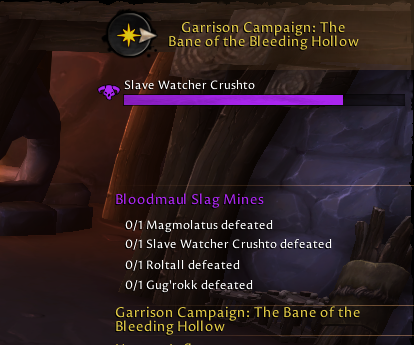 Garrison Campaign: The
Bane of the Bleeding Hollow
Slave Watcher Crushto
Bloodmaul Slag Mines
0/1 Magmolatus defeated
0/1 Slave Watcher Crushto defeated
0/1 Roltall defeated
0/1 Gug'rokk defeated
Garrison Campaign: The Bane of the
Bleeding Hollow